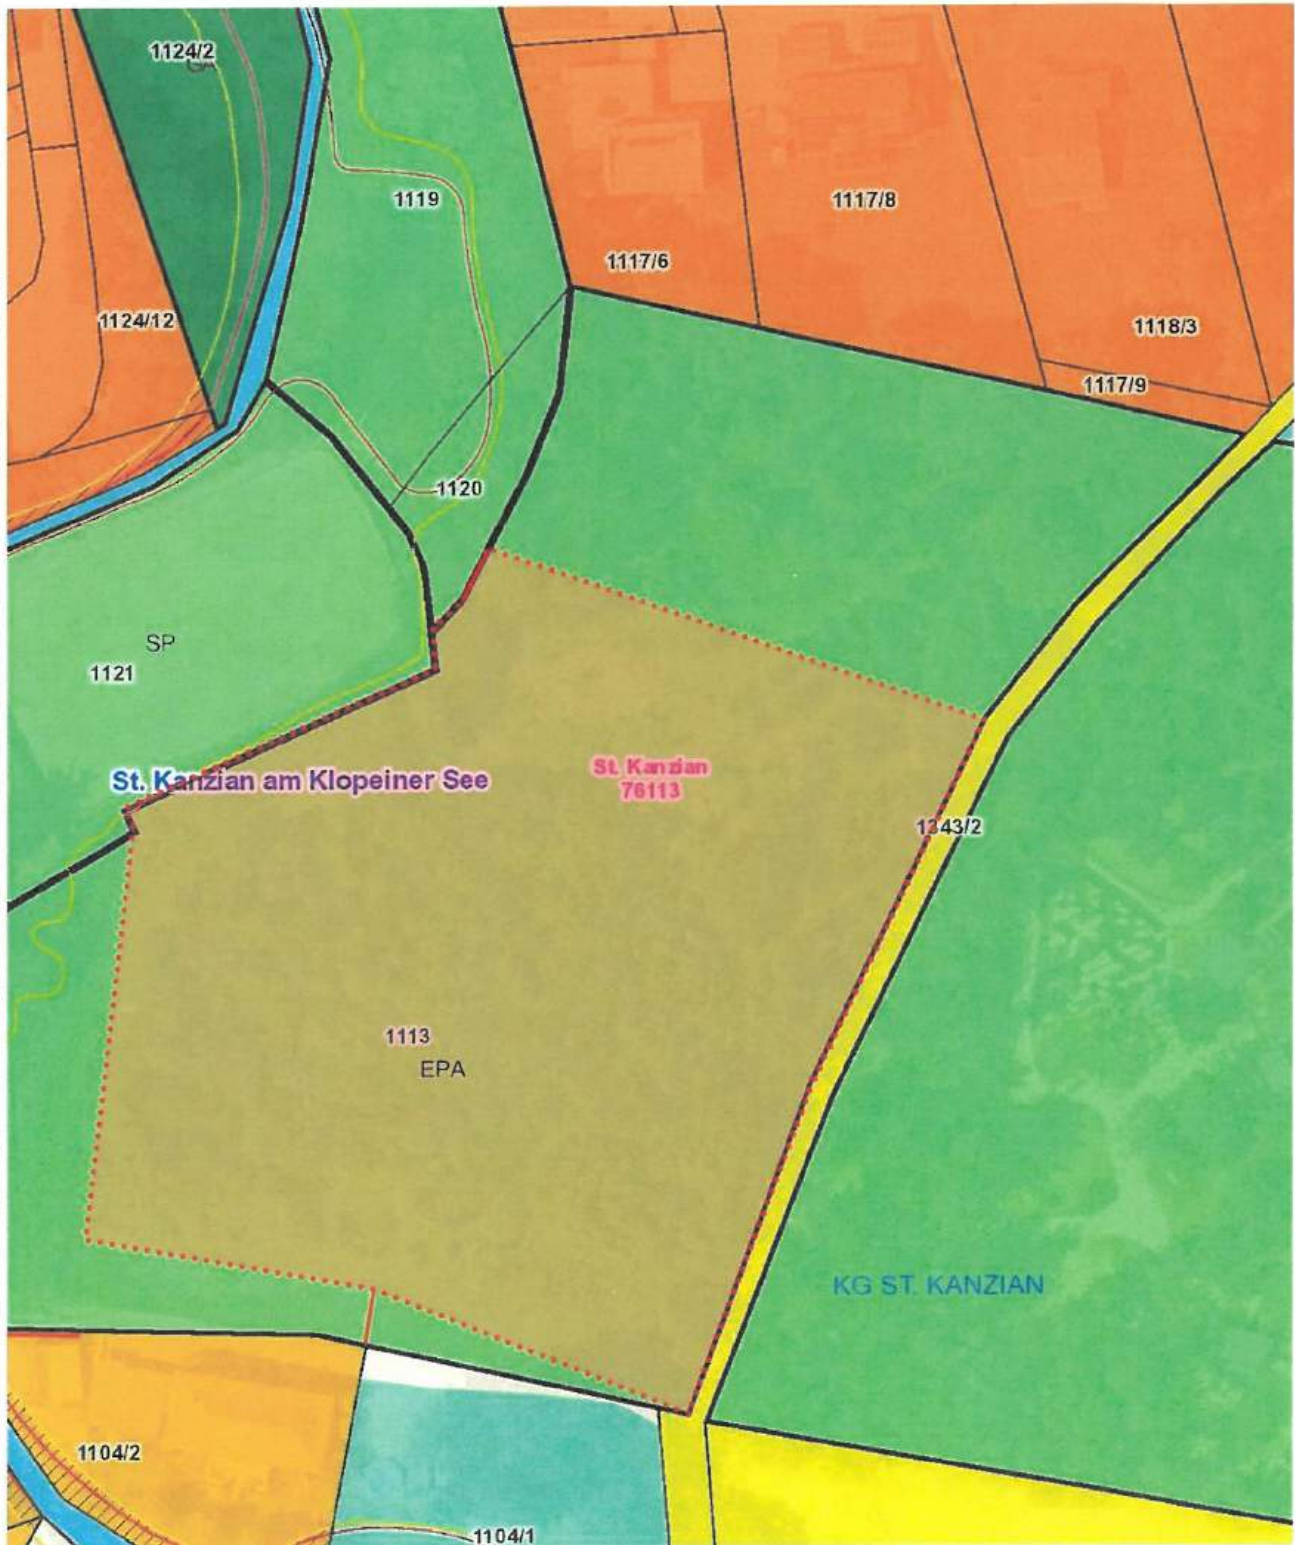 1124/2
GA
1119
1117/8
1117/6
1124/12
1118/3
1117/9
1120
SP
1121
St. Kanzian am Klopeiner See
St. Kanzian
76113
1343/2
1113
EPA
KG ST. KANZIAN
1104/2
1104/1